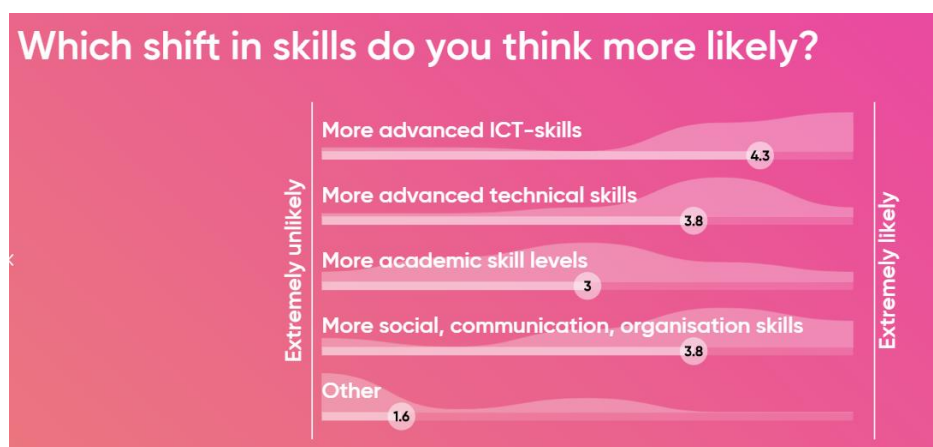 Which shift in skills do you think more likely?
Extremely unlikely
More advanced ICT-skills
4.3
More advanced technical skills
3.8
More academic skill levels
3
More social, communication, organisation skills
3.8
Other
1.6
Extremely likely